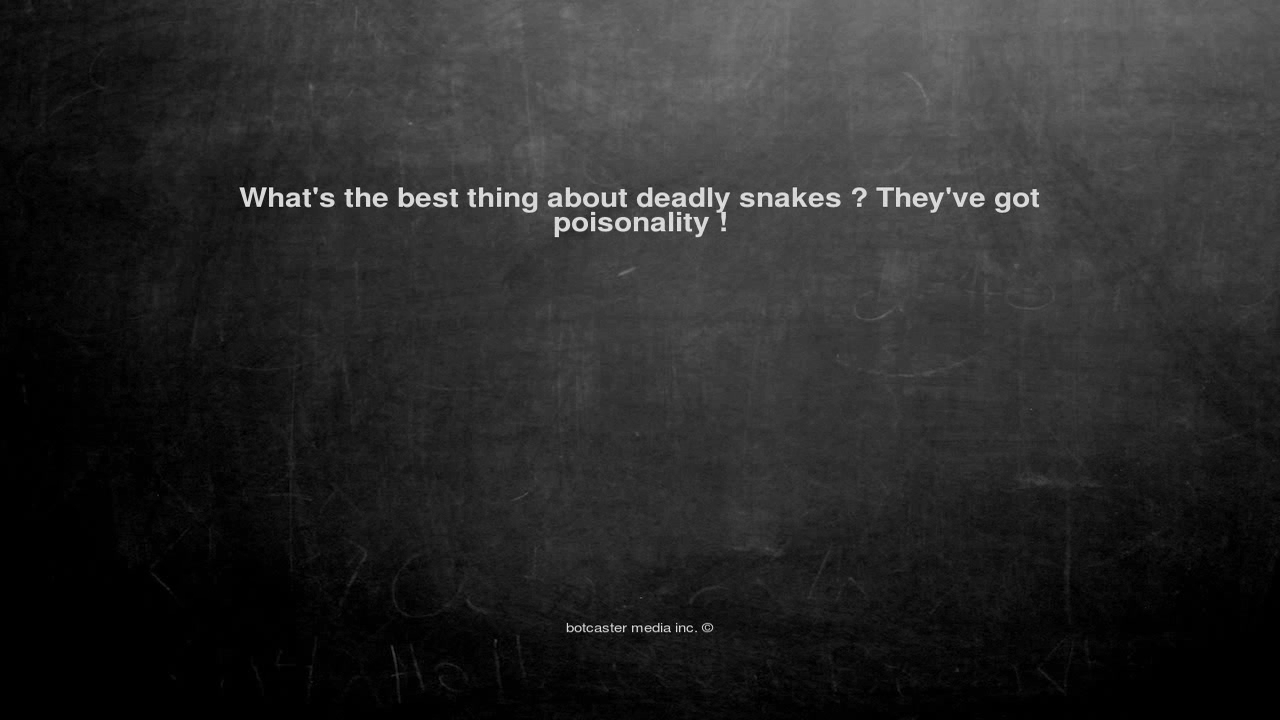 What's the best thing about deadly snakes ? They've got
poisonality !
botcaster media inc. ©